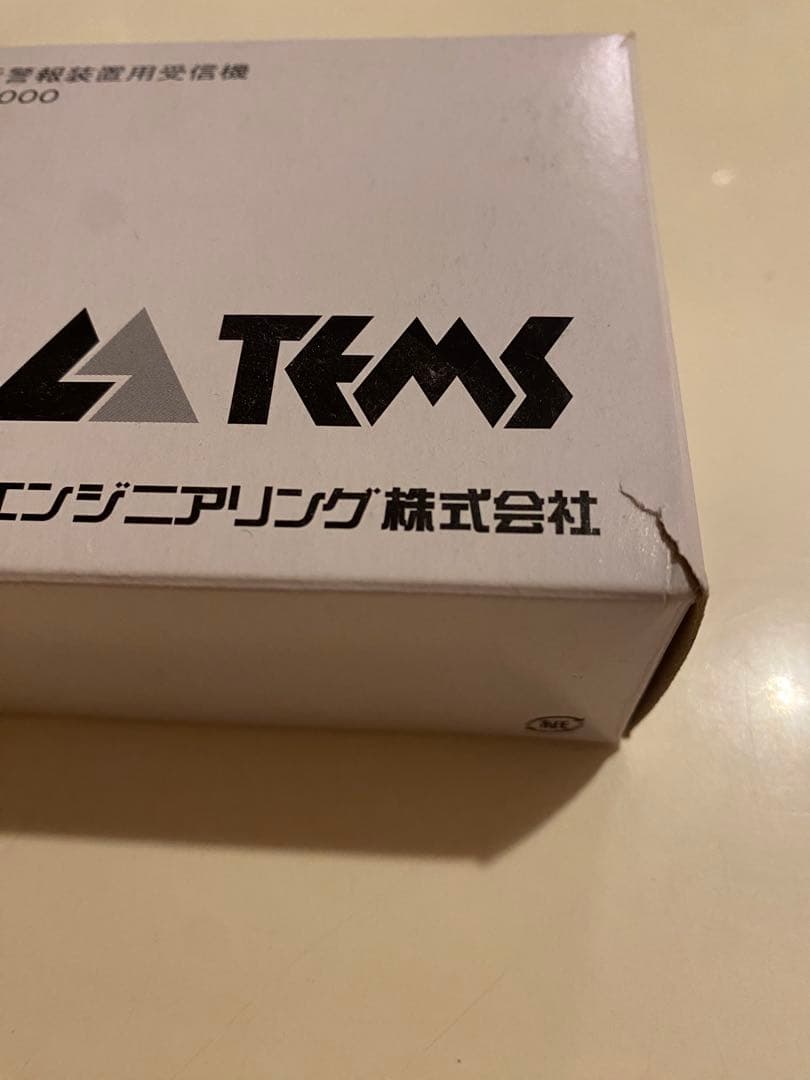 警報装置用受信機
000
TEMS
エンジニアリング株式会社